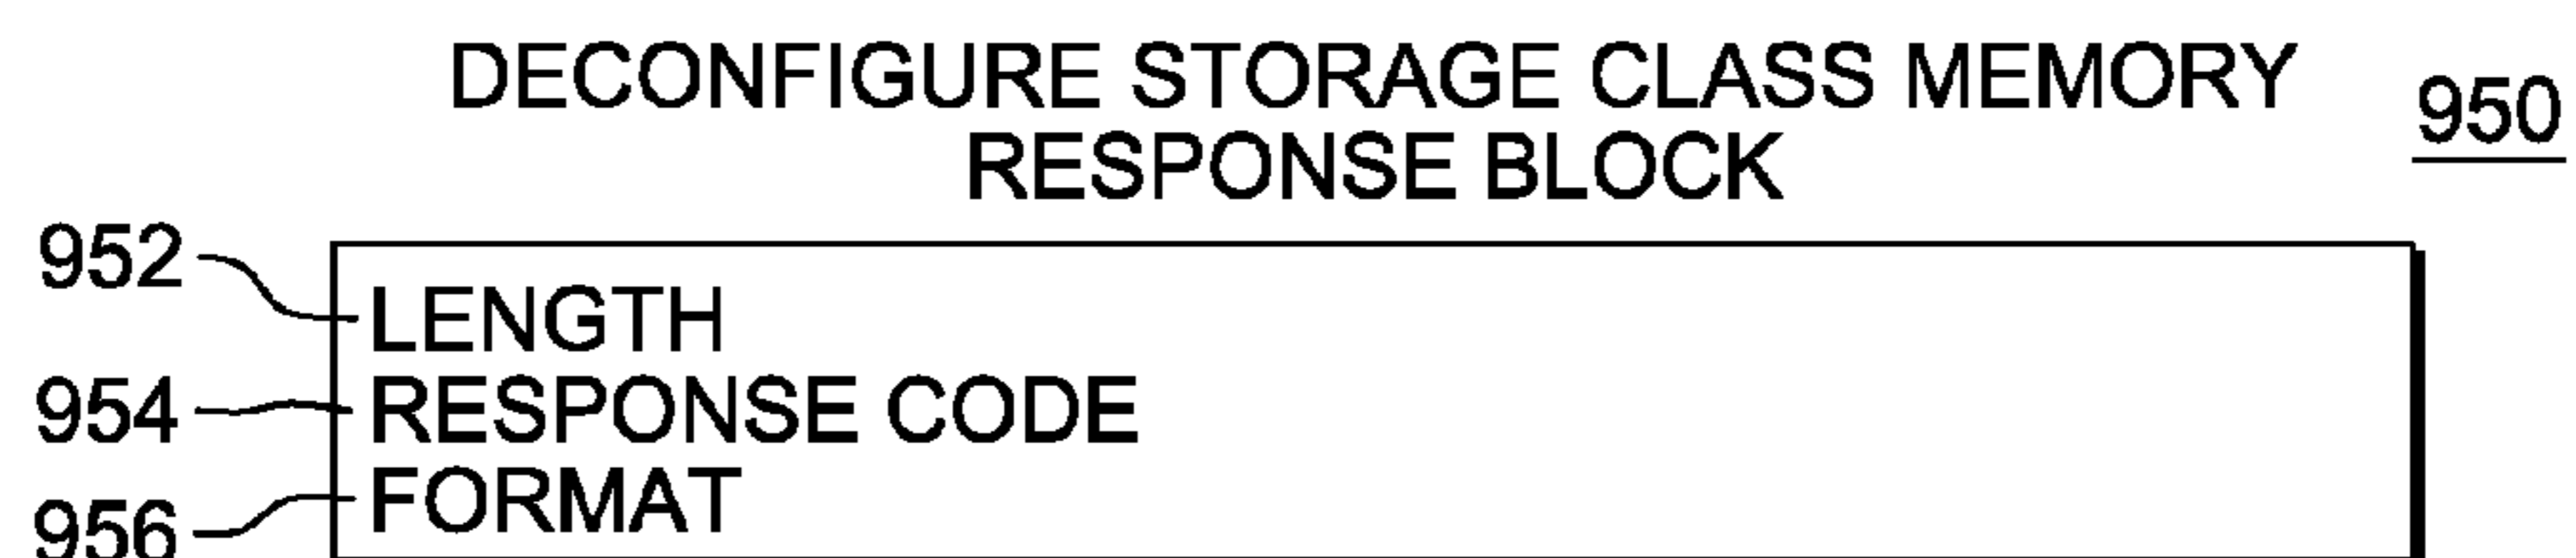 DECONFIGURE STORAGE CLASS MEMORY
RESPONSE BLOCK
950
952
LENGTH
954
RESPONSE CODE
956
FORMAT